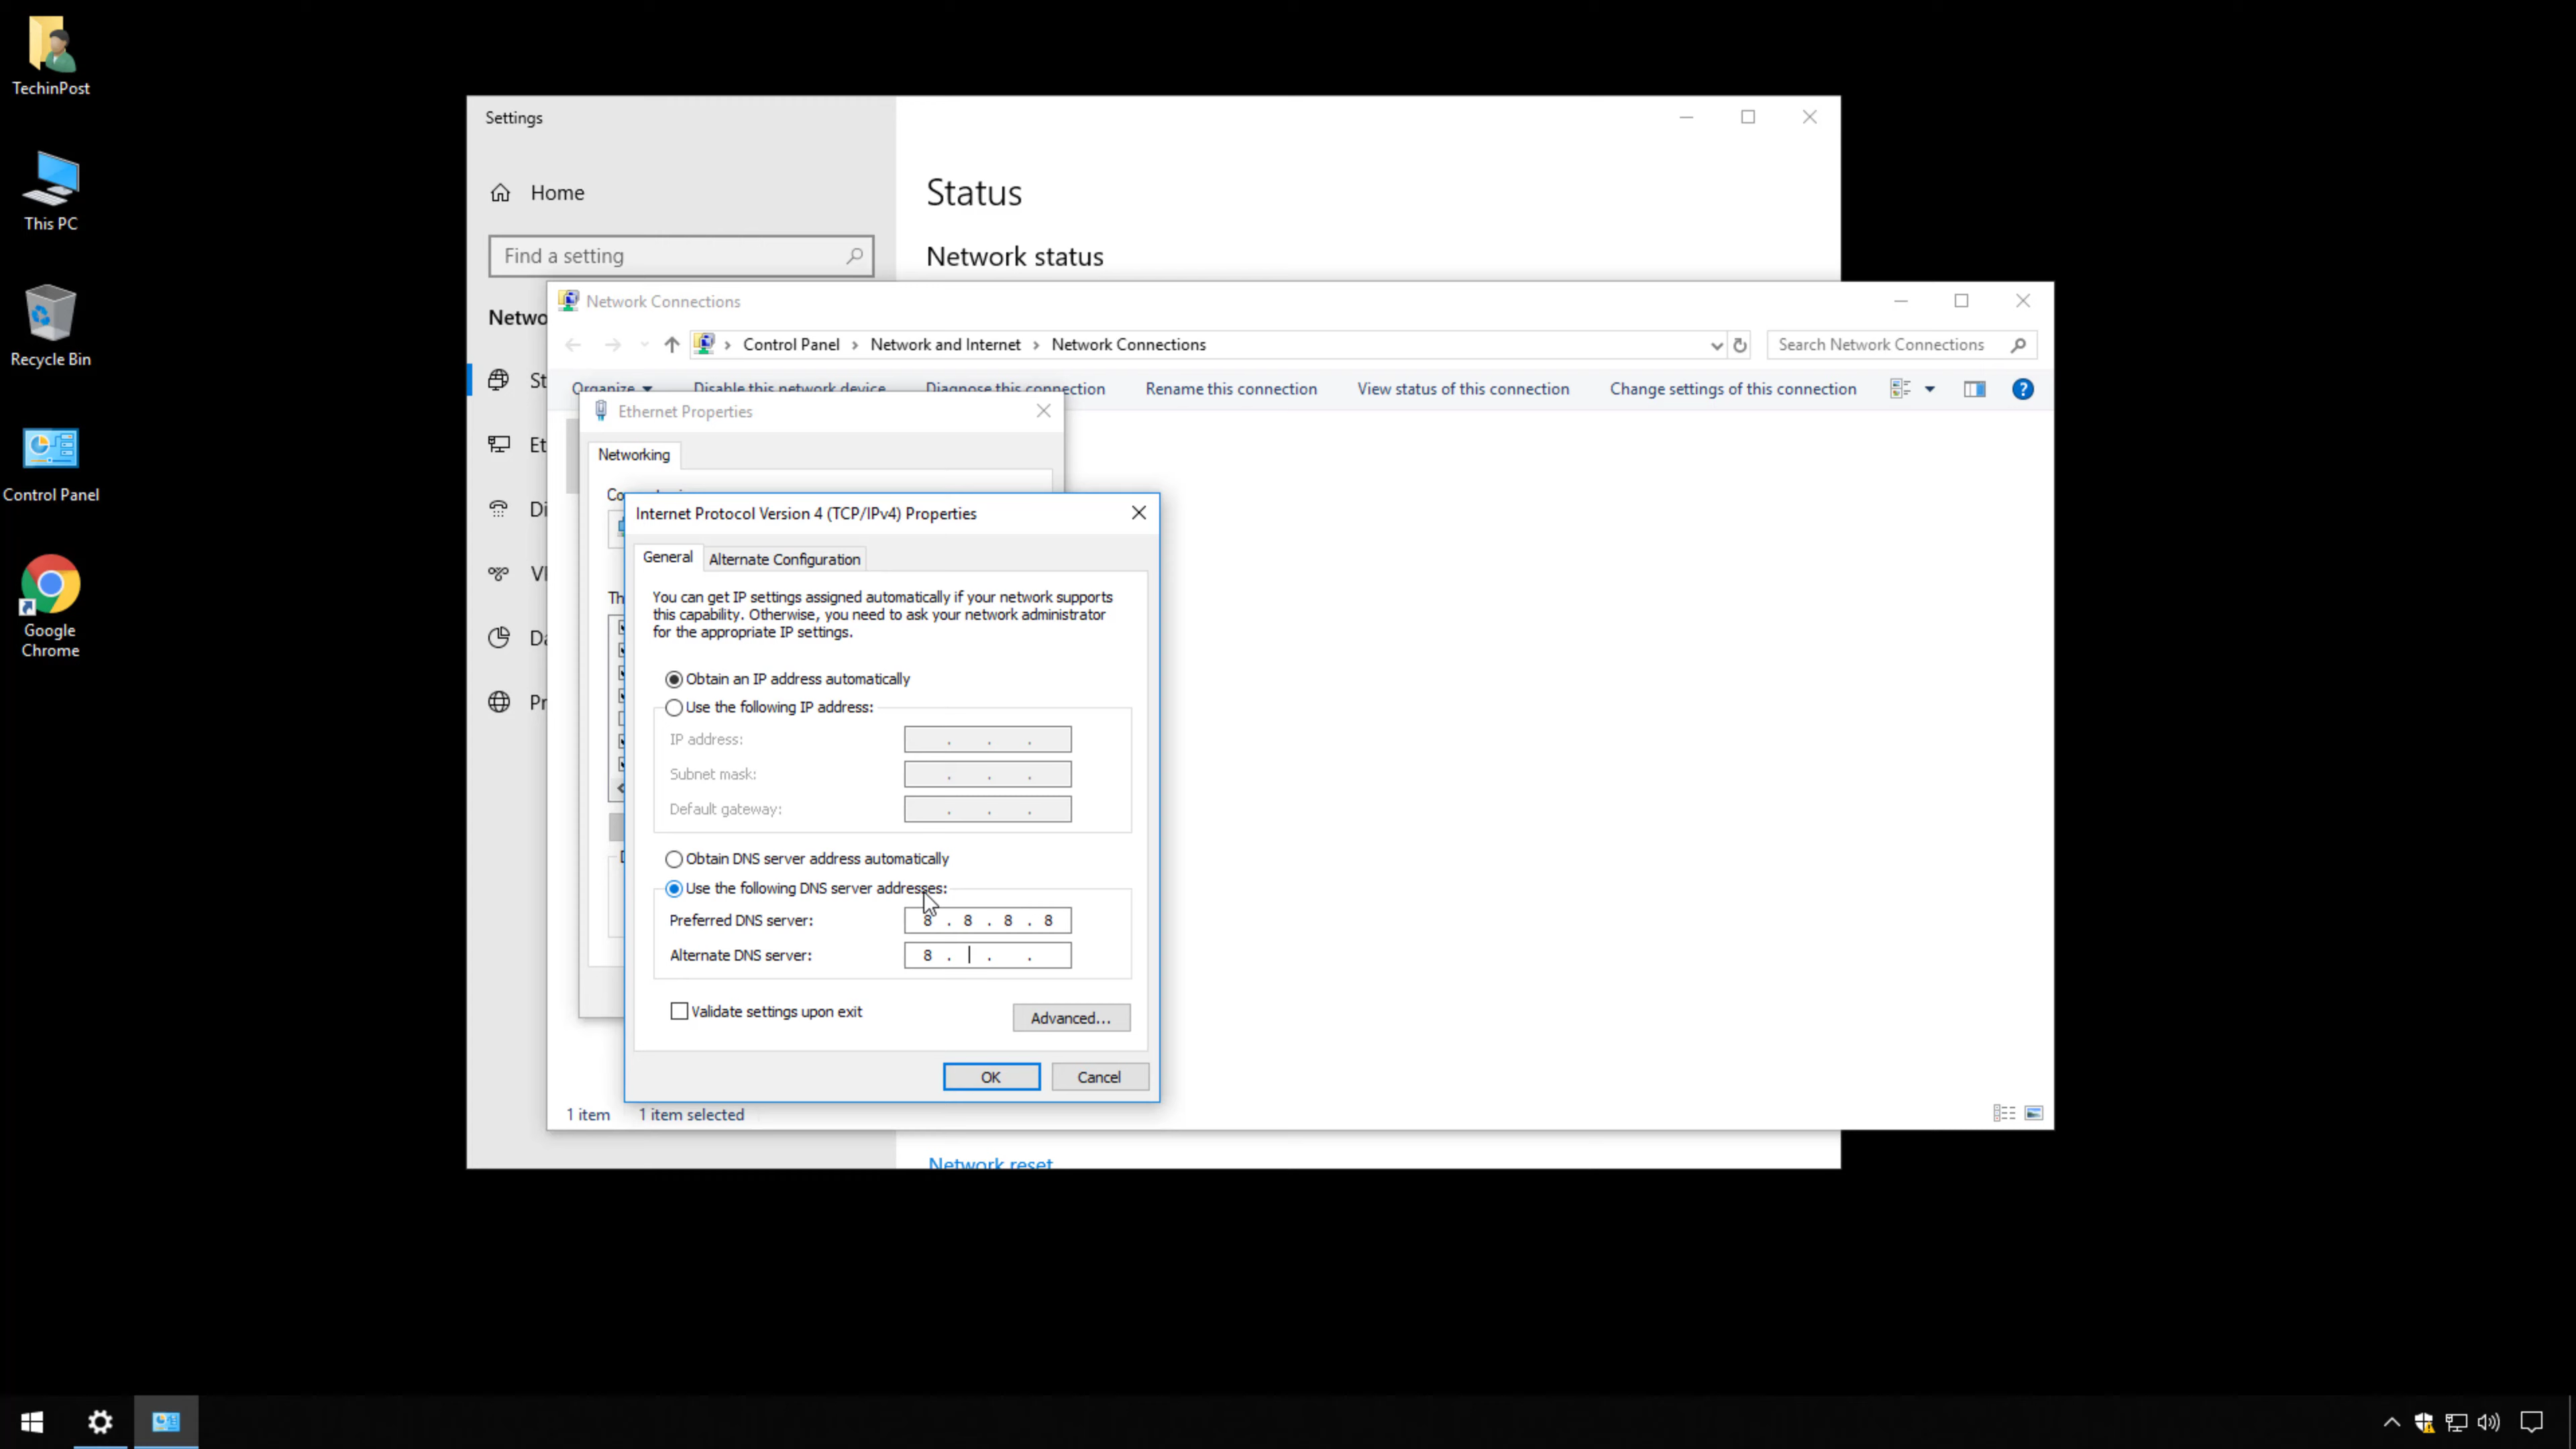 TechinPost
This PC
Recycle Bin
Control Panel
Google
Chrome
Settings
Home
Find a setting
Status
Network status
Netwo
St
Et
Di
Da
Pr
Network Connections
Control Panel > Network and Internet > Network Connections
Search Network Connections
Organize
Disable this network device
Diagnose this connection
Rename this connection
View status of this connection
Change settings of this connection
Ethernet Properties
Networking
Th
Internet Protocol Version 4 (TCP/IPv4) Properties
General
Alternate Configuration
You can get IP settings assigned automatically if your network supports
this capability. Otherwise, you need to ask your network administrator
for the appropriate IP settings.
Obtain an IP address automatically
Use the following IP address:
IP address: . . .
Subnet mask: . . .
Default gateway: . . .
Obtain DNS server address automatically
Use the following DNS server addresses:
Preferred DNS server: 8 . 8 . 8 . 8
Alternate DNS server: 8 . . .
Validate settings upon exit
Advanced...
OK
Cancel
1 item
1 item selected
Network reset